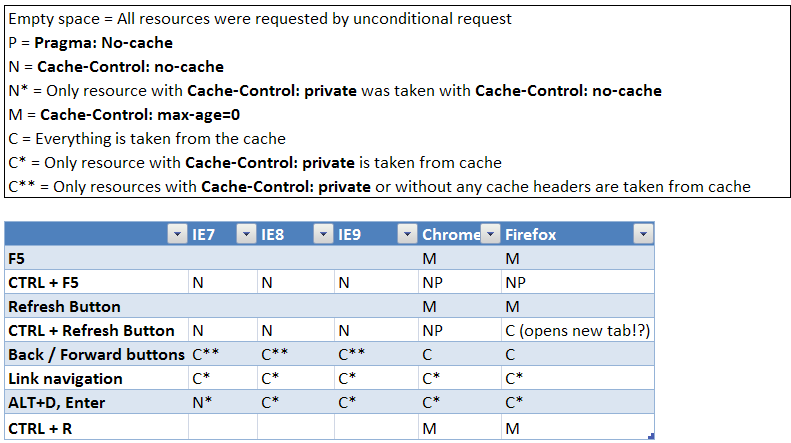 Empty space = All resources were requested by unconditional request
P = Pragma: No-cache
N = Cache-Control: no-cache
N* = Only resource with Cache-Control: private was taken with Cache-Control: no-cache
M = Cache-Control: max-age=0
C = Everything is taken from the cache
C* = Only resource with Cache-Control: private is taken from cache
C** = Only resources with Cache-Control: private or without any cache headers are taken from cache
IE7 IE8 IE9 Chrome Firefox
F5 M M
CTRL + F5 N N N NP NP
Refresh Button M M
CTRL + Refresh Button N N N NP C (opens new tab!?)
Back / Forward buttons C** C** C** C C
Link navigation C* C* C* C* C*
ALT+D, Enter N* C* C* C* C*
CTRL + R M M